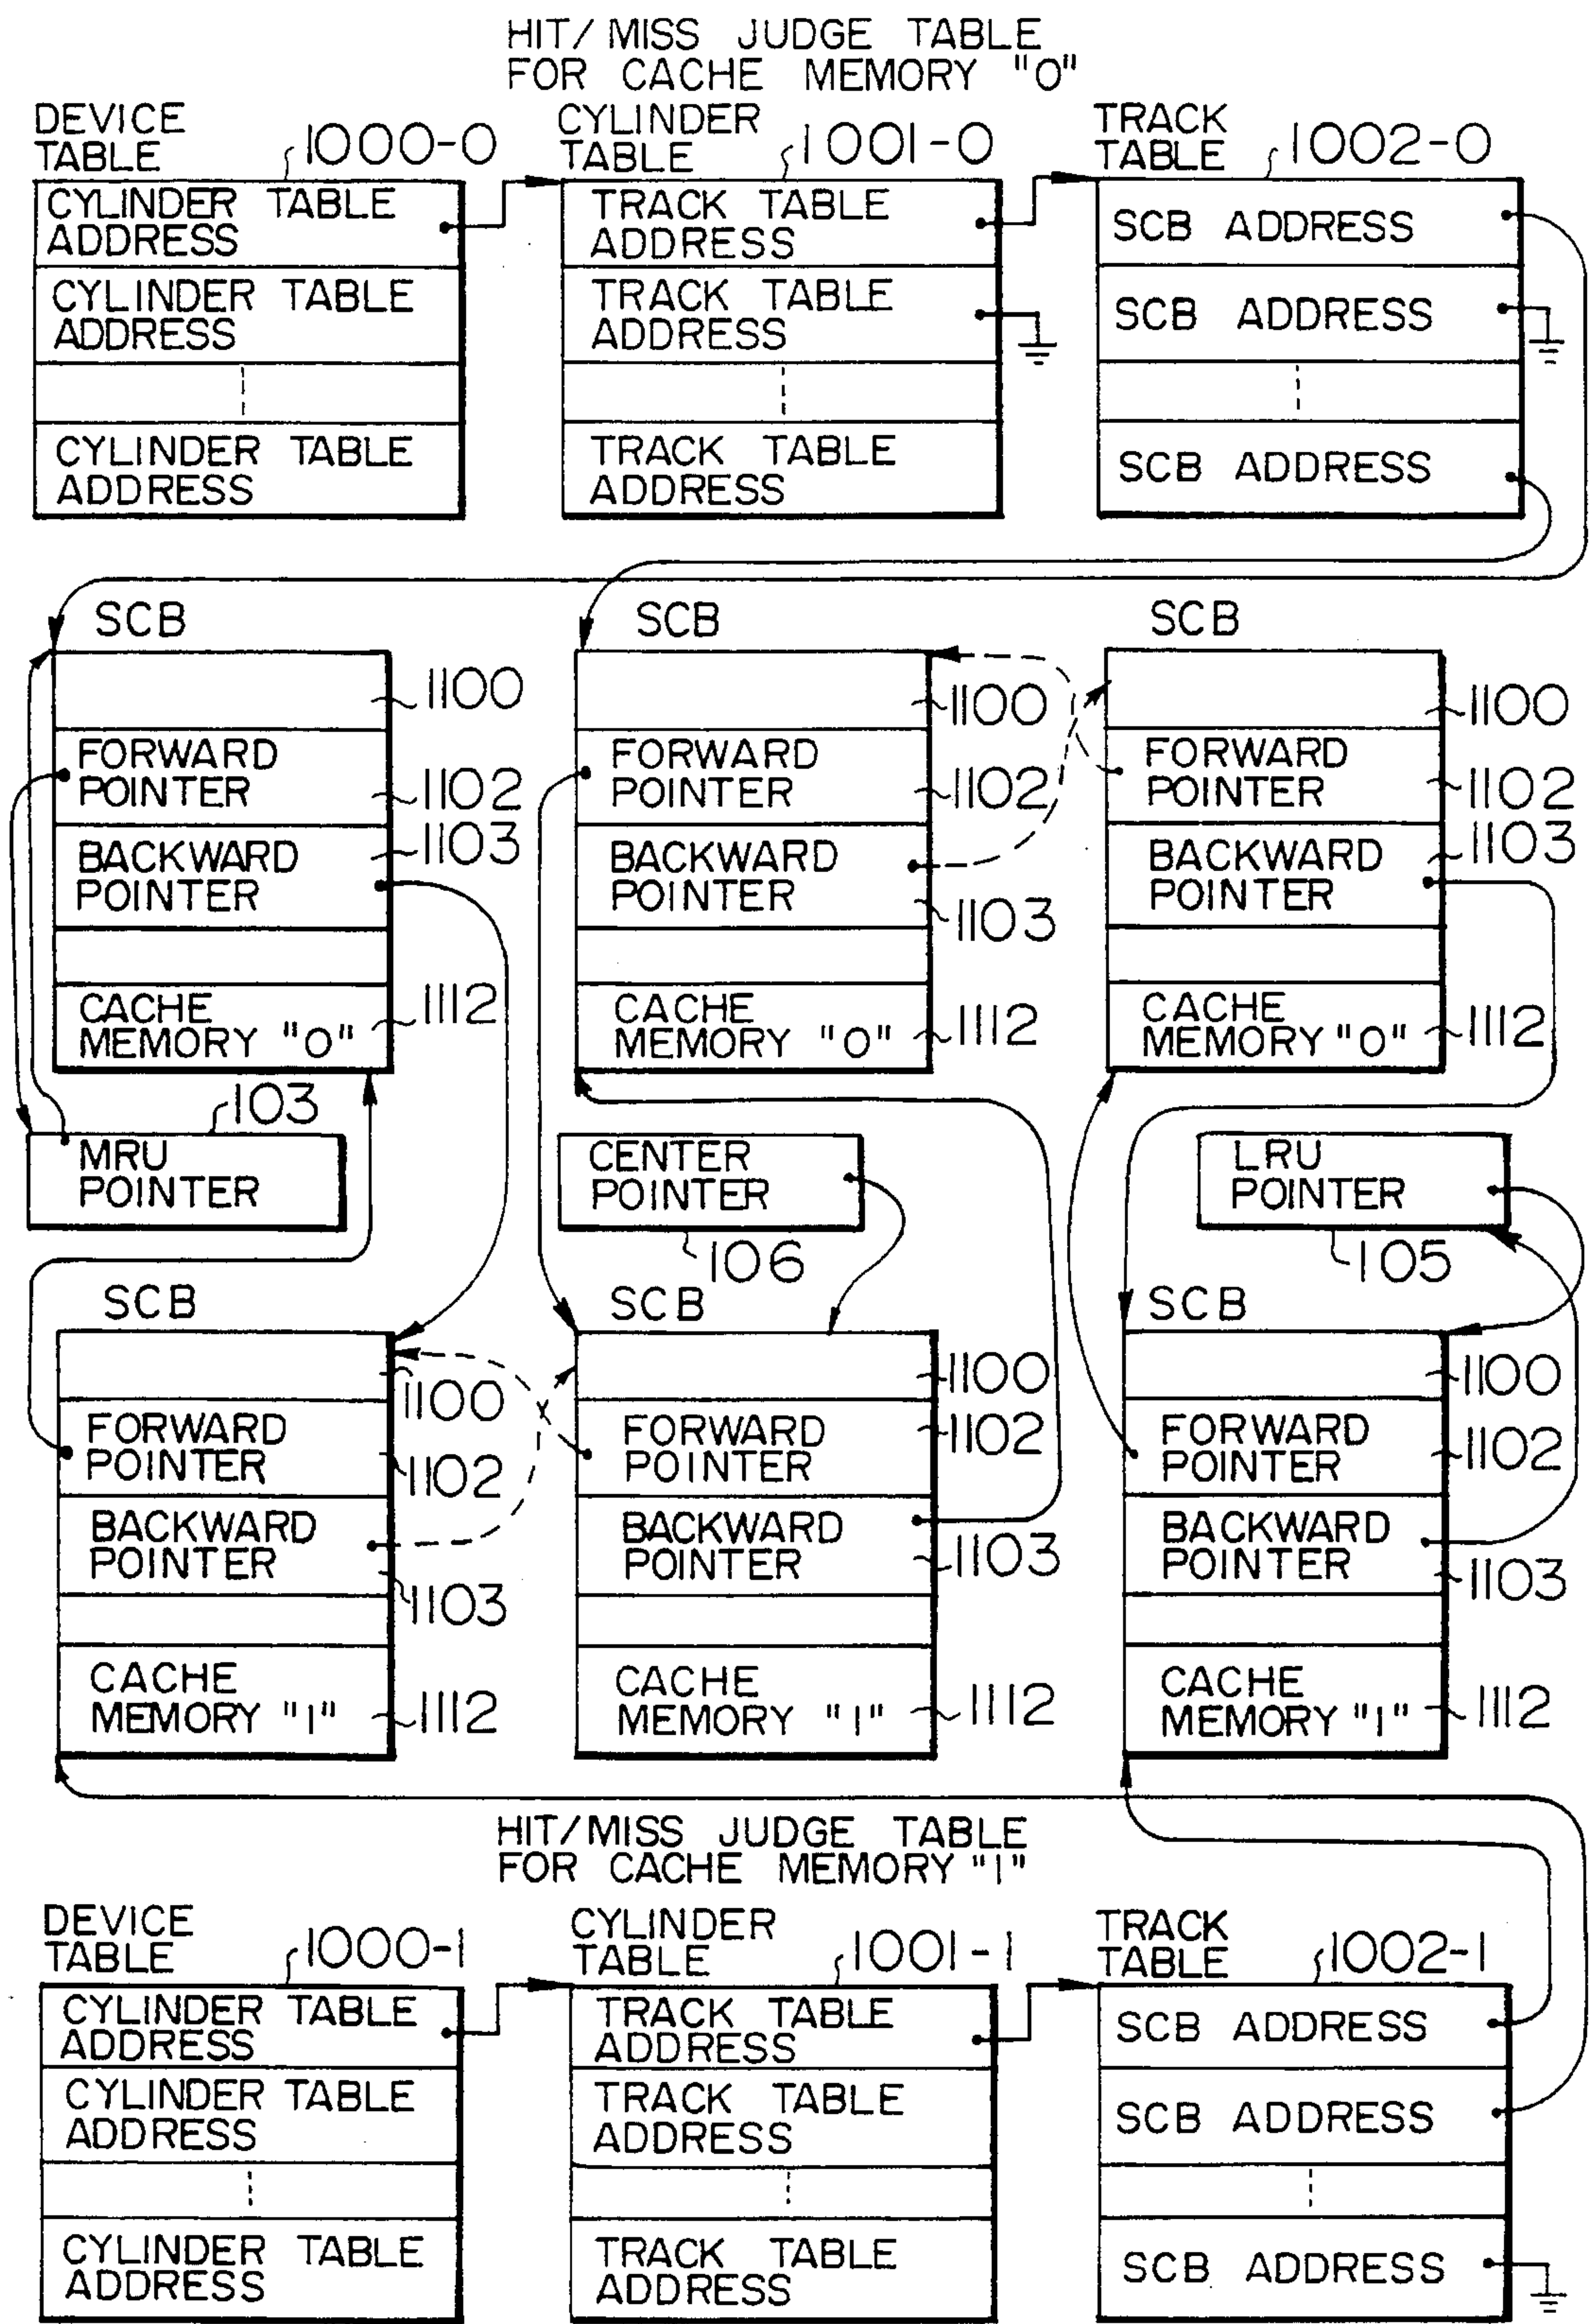 HIT/MISS JUDGE TABLE
FOR CACHE MEMORY "0"
DEVICE
TABLE
1000-0
CYLINDER
TABLE
1001-0
TRACK
TABLE
1002-0
CYLINDER TABLE
ADDRESS
CYLINDER TABLE
ADDRESS
CYLINDER TABLE
ADDRESS
TRACK TABLE
ADDRESS
TRACK TABLE
ADDRESS
TRACK TABLE
ADDRESS
SCB ADDRESS
SCB ADDRESS
SCB ADDRESS
SCB
1100
FORWARD
POINTER
1102
BACKWARD
POINTER
1103
CACHE
MEMORY "0"
1112
SCB
1100
FORWARD
POINTER
1102
BACKWARD
POINTER
1103
CACHE
MEMORY "0"
1112
SCB
1100
FORWARD
POINTER
1102
BACKWARD
POINTER
1103
CACHE
MEMORY "0"
1112
103
MRU
POINTER
CENTER
POINTER
106
LRU
POINTER
105
SCB
1100
FORWARD
POINTER
1102
BACKWARD
POINTER
1103
CACHE
MEMORY "1"
1112
SCB
1100
FORWARD
POINTER
1102
BACKWARD
POINTER
1103
CACHE
MEMORY "1"
1112
SCB
1100
FORWARD
POINTER
1102
BACKWARD
POINTER
1103
CACHE
MEMORY "1"
1112
HIT/MISS JUDGE TABLE
FOR CACHE MEMORY "1"
DEVICE
TABLE
1000-1
CYLINDER
TABLE
1001-1
TRACK
TABLE
1002-1
CYLINDER TABLE
ADDRESS
CYLINDER TABLE
ADDRESS
CYLINDER TABLE
ADDRESS
TRACK TABLE
ADDRESS
TRACK TABLE
ADDRESS
TRACK TABLE
ADDRESS
SCB ADDRESS
SCB ADDRESS
SCB ADDRESS